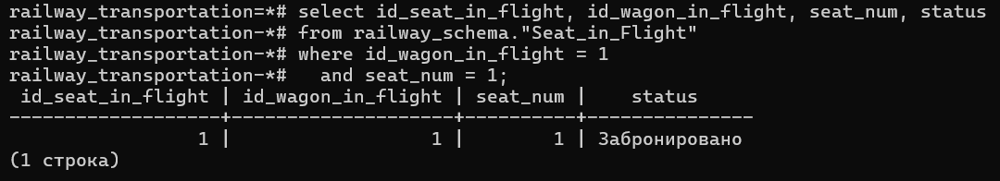 railway_transportation=*# select id_seat_in_flight, id_wagon_in_flight, seat_num, status
railway_transportation-*# from railway_schema."Seat_in_Flight"
railway_transportation-*# where id_wagon_in_flight = 1
railway_transportation-*#   and seat_num = 1;
 id_seat_in_flight | id_wagon_in_flight | seat_num |    status
-------------------+--------------------+----------+---------------
                 1 |                  1 |        1 | Забронировано
(1 строка)